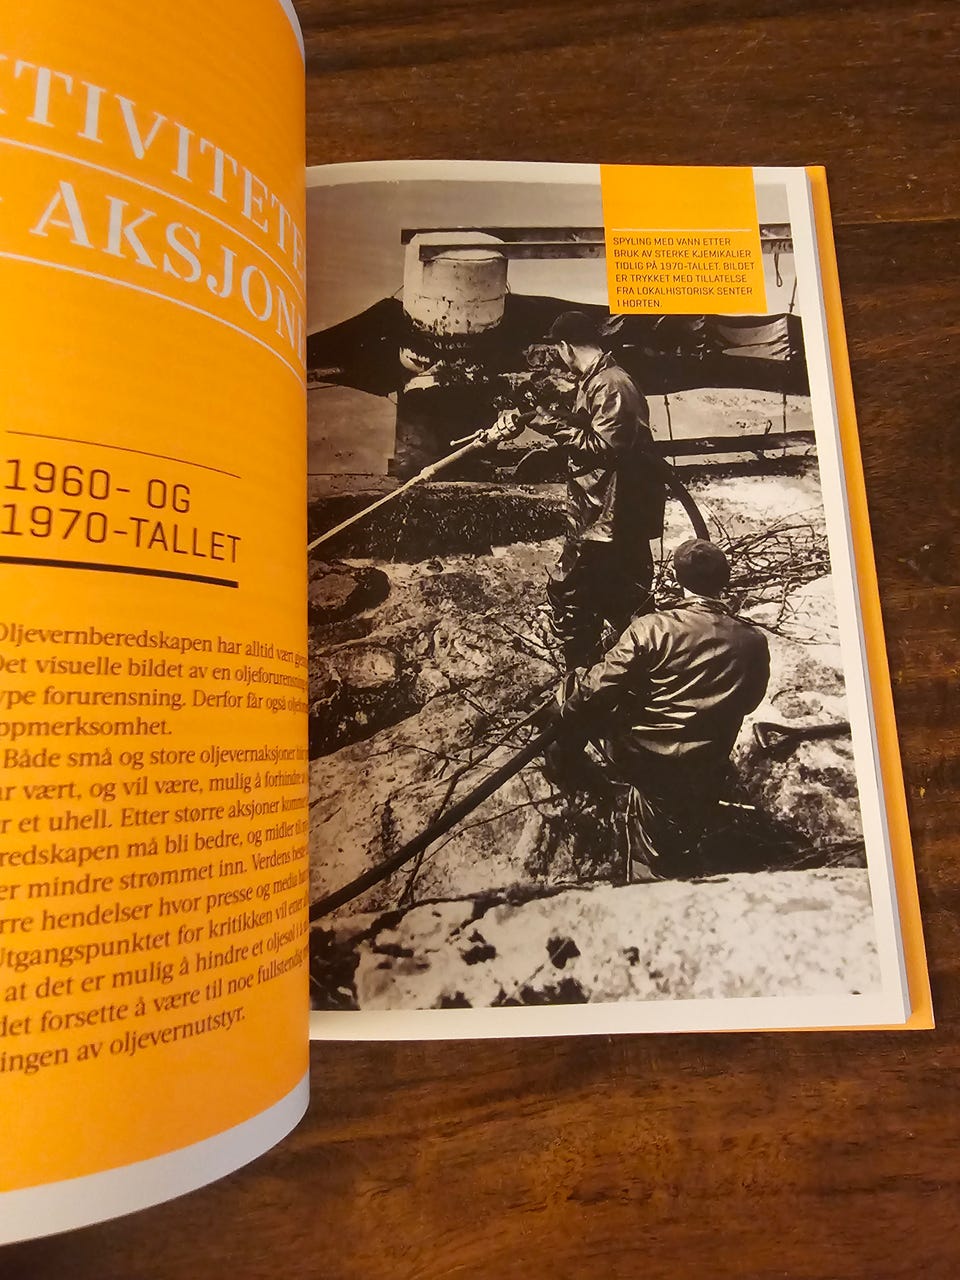 AKSJON
1960- OG
1970-TALLET
Oljevernberedskapen har alltid vært
Det visuelle bildet av en oljeforurensning
type forurensning. Derfor får også
oppmerksomhet.
Både små og store oljevernaksjoner
vært, og vil være, mulig å forhindre
et uhell. Etter større aksjoner kommer
redskapen må bli bedre, og midler til
mindre strømmet inn. Verdens beste
hendelser hvor presse og media har
Utgangspunktet for kritikken vil etter
at det er mulig å hindre et oljesøl i å
det forsette å være til noe fullstendig
ingen av oljevernutstyr.
SPYLING MED VANN ETTER
BRUK AV STERKE KJEMIKALIER
TIDLIG PÅ 1970-TALLET. BILDET
ER TRYKKET MED TILLATELSE
FRA LOKALHISTORISK SENTER
I HORTEN.